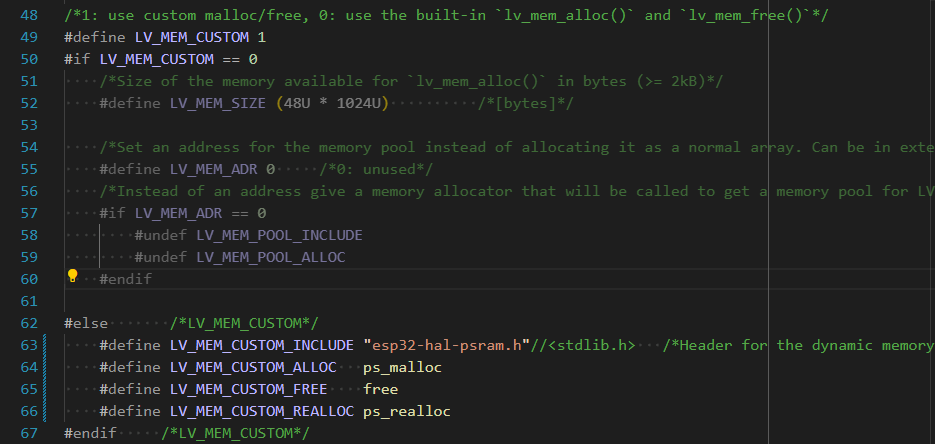 48 /*1: use custom malloc/free, 0: use the built-in `lv_mem_alloc()` and `lv_mem_free()`*/
49 #define LV_MEM_CUSTOM 1
50 #if LV_MEM_CUSTOM == 0
51 /*Size of the memory available for `lv_mem_alloc()` in bytes (>= 2kB)*/
52 #define LV_MEM_SIZE (48U * 1024U) /*[bytes]*/
53
54 /*Set an address for the memory pool instead of allocating it as a normal array. Can be in exte
55 #define LV_MEM_ADR 0 /*0: unused*/
56 /*Instead of an address give a memory allocator that will be called to get a memory pool for LV
57 #if LV_MEM_ADR == 0
58 #undef LV_MEM_POOL_INCLUDE
59 #undef LV_MEM_POOL_ALLOC
60 #endif
61
62 #else /*LV_MEM_CUSTOM*/
63 #define LV_MEM_CUSTOM_INCLUDE "esp32-hal-psram.h"//<stdlib.h> /*Header for the dynamic memory
64 #define LV_MEM_CUSTOM_ALLOC ps_malloc
65 #define LV_MEM_CUSTOM_FREE free
66 #define LV_MEM_CUSTOM_REALLOC ps_realloc
67 #endif /*LV_MEM_CUSTOM*/